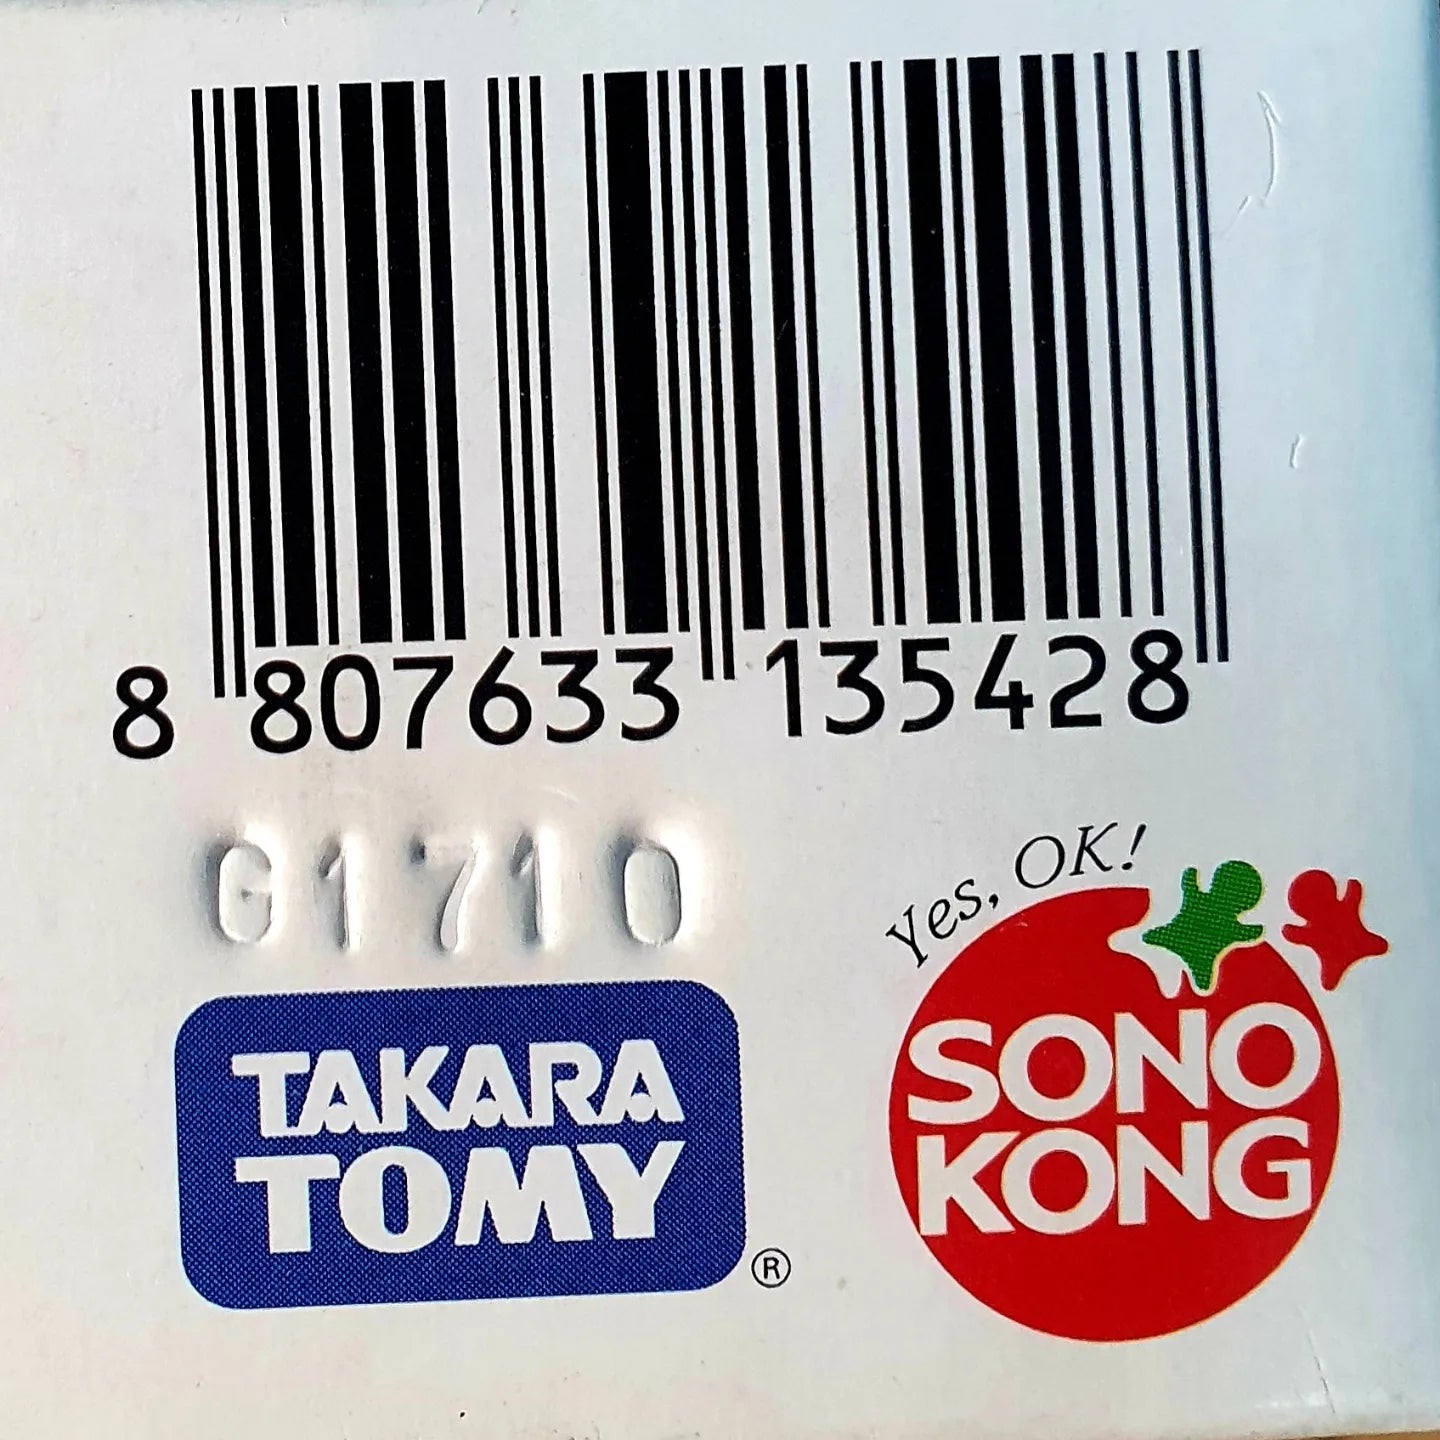 8 807633 135428
G1710
TAKARA
TOMY
®
Yes, OK!
SONO
KONG